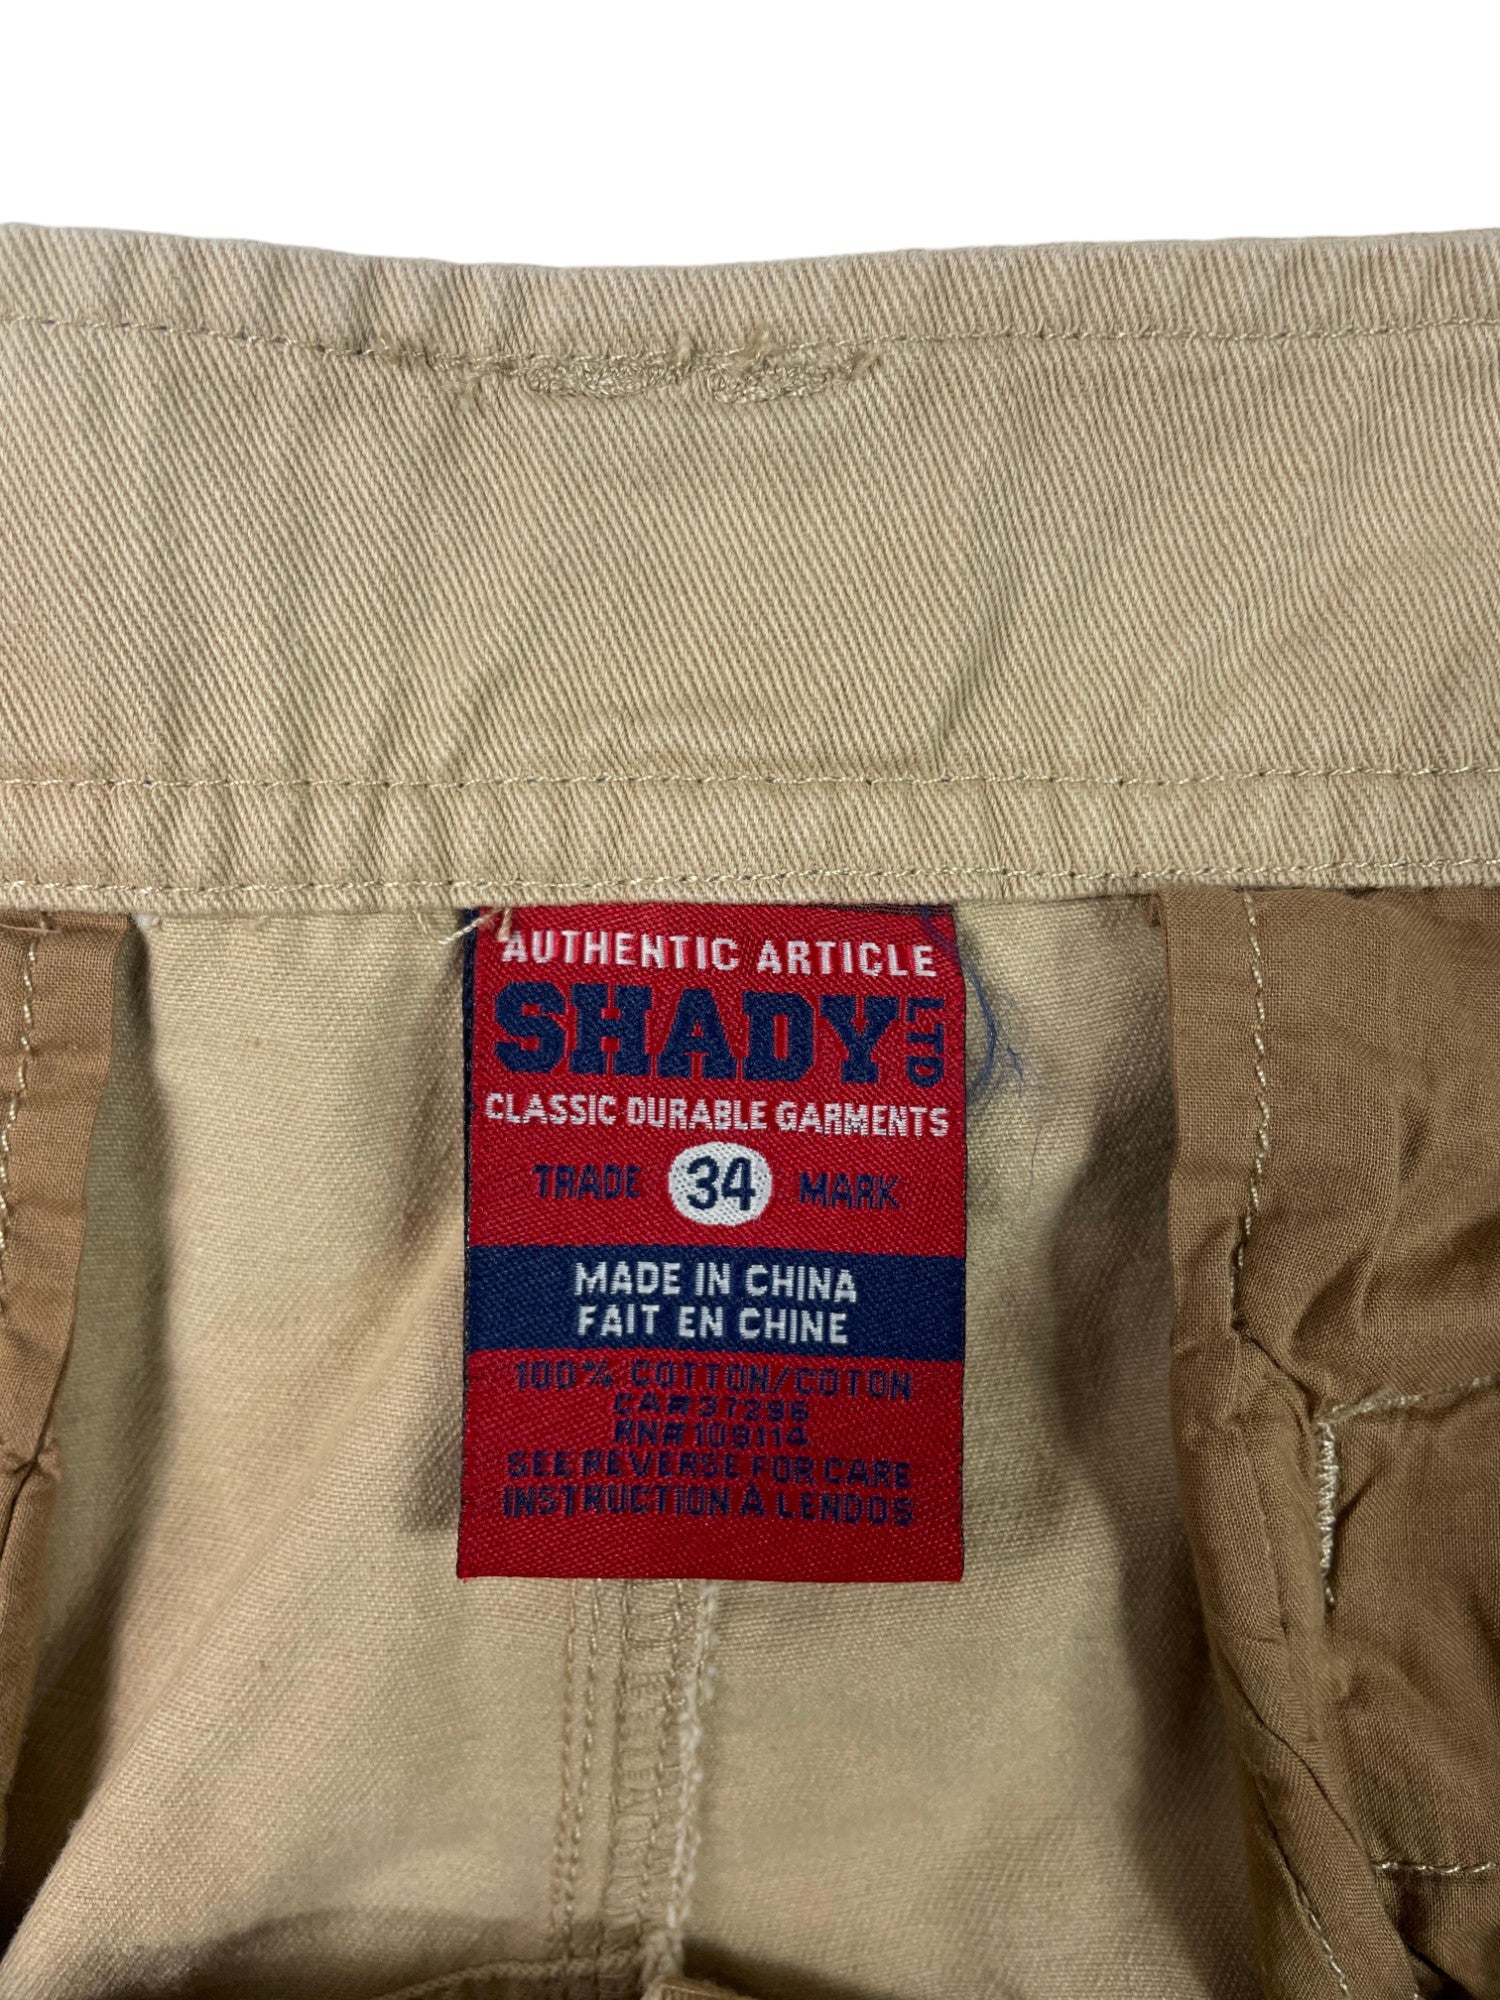 AUTHENTIC ARTICLE
SHADY LTD
CLASSIC DURABLE GARMENTS
TRADE 34 MARK
MADE IN CHINA
FAIT EN CHINE
100% COTTON/COTON
CA# 37296
RN# 109114
SEE REVERSE FOR CARE
INSTRUCTION À LENDOS